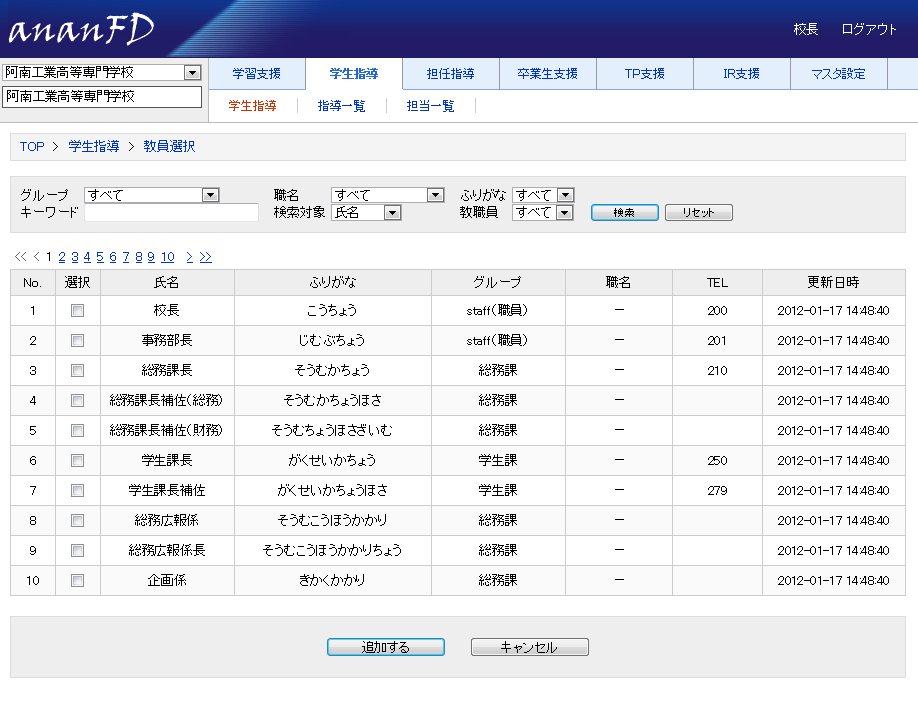 ananFD
校長 ログアウト
阿南工業高等専門学校
阿南工業高等専門学校
学習支援 学生指導 担任指導 卒業生支援 TP支援 IR支援 マスタ設定
学生指導 指導一覧 担当一覧
TOP > 学生指導 > 教員選択
グループ すべて 職名 すべて ふりがな すべて
キーワード 検索対象 氏名 教職員 すべて 検索 リセット
<< < 1 2 3 4 5 6 7 8 9 10 > >>
No. 選択 氏名 ふりがな グループ 職名 TEL 更新日時
1 校長 こうちょう staff(職員) ー 200 2012-01-17 14:48:40
2 事務部長 じむぶちょう staff(職員) ー 201 2012-01-17 14:48:40
3 総務課長 そうむかちょう 総務課 ー 210 2012-01-17 14:48:40
4 総務課長補佐(総務) そうむかちょうほさ 総務課 ー 2012-01-17 14:48:40
5 総務課長補佐(財務) そうむちょうほさざいむ 総務課 ー 2012-01-17 14:48:40
6 学生課長 がくせいかちょう 学生課 ー 250 2012-01-17 14:48:40
7 学生課長補佐 がくせいかちょうほさ 学生課 ー 279 2012-01-17 14:48:40
8 総務広報係 そうむこうほうかかり 総務課 ー 2012-01-17 14:48:40
9 総務広報係長 そうむこうほうかかりちょう 総務課 ー 2012-01-17 14:48:40
10 企画係 きかくかかり 総務課 ー 2012-01-17 14:48:40
追加する キャンセル